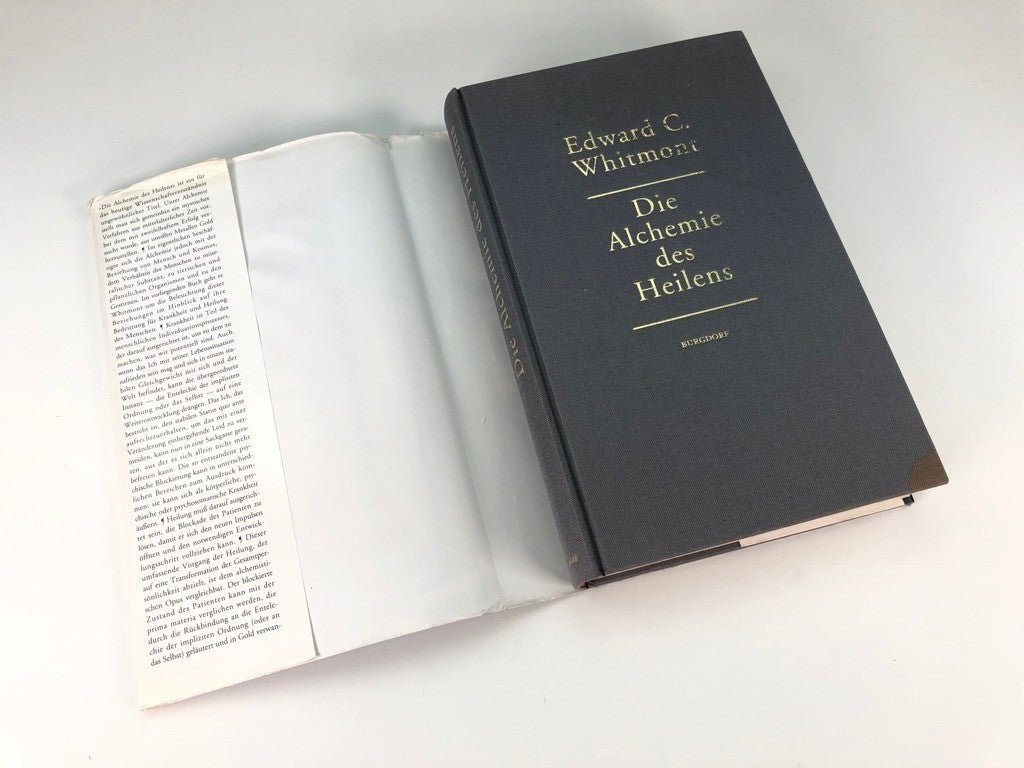 «Die Alchemie des Heilens» ist ein für
das heutige Wissenschaftsverständnis
ungewöhnlicher Titel. Unter Alchemie
stellt man sich gemeinhin ein mystisches
Verfahren aus mittelalterlicher Zeit vor,
bei dem mit zweifelhaftem Erfolg ver-
sucht wurde, aus unedlen Metallen Gold
herzustellen. ¶ Im eigentlichen beschäf-
tigte sich die Alchemie jedoch mit der
Beziehung von Mensch und Kosmos,
dem Verhältnis des Menschen zu mine-
ralischer Substanz, zu tierischen und
pflanzlichen Organismen und zu den
Gestirnen. Im vorliegenden Buch geht es
Whitmont um die Beleuchtung dieser
Beziehungen im Hinblick auf ihre
Bedeutung für Krankheit und Heilung
des Menschen. ¶ Krankheit ist Teil des
menschlichen Individuationsprozesses,
der darauf ausgerichtet ist, uns zu dem zu
machen, was wir potentiell sind. Auch
wenn das Ich mit seiner Lebenssituation
zufrieden sein mag und sich in einem sta-
bilen Gleichgewicht mit sich und der
Welt befindet, kann die übergeordnete
Instanz — die Entelechie der impliziten
Ordnung oder das Selbst — auf eine
Weiterentwicklung drängen. Das Ich, das
bestrebt ist, den stabilen Status quo ante
aufrechtzuerhalten, um das mit einer
Veränderung einhergehende Leid zu ver-
meiden, kann nun in eine Sackgasse gera-
ten, aus der es sich allein nicht mehr
befreien kann. Die so entstandene psy-
chische Blockierung kann in unterschied-
lichen Bereichen zum Ausdruck kom-
men: sie kann sich als körperliche, psy-
chische oder psychosomatische Krankheit
äußern. ¶ Heilung muß darauf ausgerich-
tet sein, die Blockade des Patienten zu
lösen, damit er sich den neuen Impulsen
öffnen und den notwendigen Entwick-
lungsschritt vollziehen kann. ¶ Dieser
umfassende Vorgang der Heilung, der
auf eine Transformation der Gesamtper-
sönlichkeit abzielt, ist dem alchemisti-
schen Opus vergleichbar. Der blockierte
Zustand des Patienten kann mit der
prima materia verglichen werden, die
durch die Rückbindung an die Entele-
chie der impliziten Ordnung (oder an
das Selbst) geläutert und in Gold verwan-
Die Alchemie des Heilens
Edward C.
Whitmont
Die
Alchemie
des
Heilens
BURGDORF